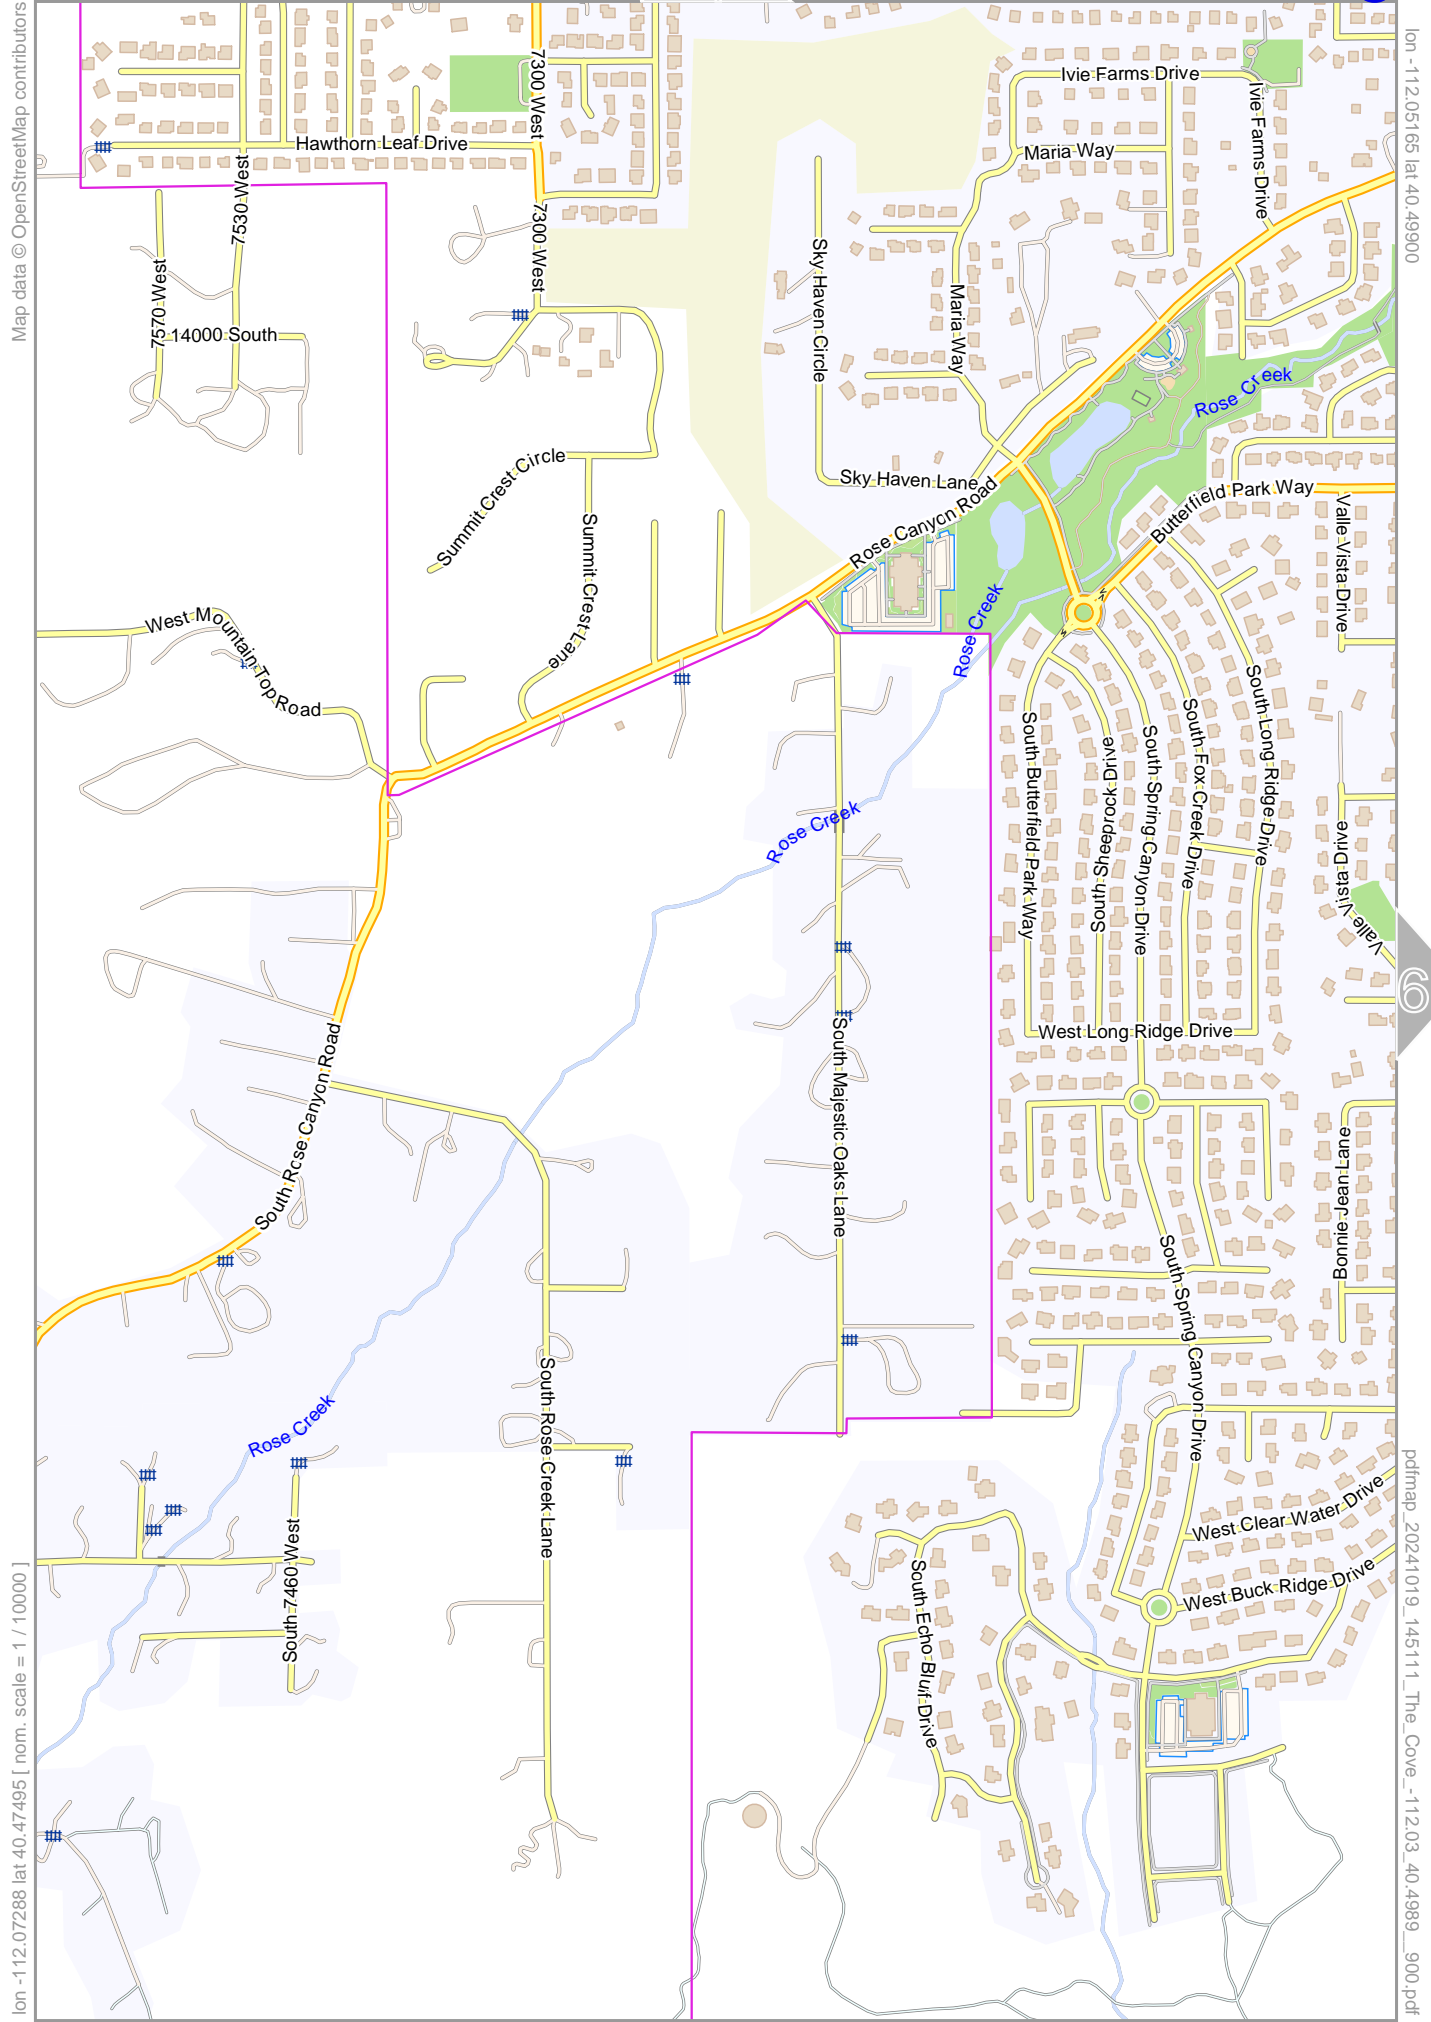 Map data © OpenStreetMap contributors
lon -112.05165 lat 40.49900
Ivie Farms Drive
Ivie Farms Drive
7300 West
Hawthorn Leaf Drive
Maria Way
7530 West
7300 West
7570 West
14000 South
Sky Haven Circle
Maria Way
Rose Creek
Summit Crest Circle
Sky Haven Lane
Butterfield Park Way
Rose Canyon Road
Valle Vista Drive
Summit Crest Lane
Rose Creek
West Mountain Top Road
South Long Ridge Drive
South Fox Creek Drive
South Butterfield Park Way
South Spring Canyon Drive
South Sheepdock Drive
Rose Creek
Valle Vista Drive
Valle
6
West Long Ridge Drive
South Rose Canyon Road
South Majestic Oaks Lane
Bonnie Jean Lane
South Spring Canyon Drive
Rose Creek
South Rose Creek Lane
West Clear Water Drive
South 7460 West
West Buck Ridge Drive
South Echo Bluff Drive
lon -112.07288 lat 40.47495 [ nom. scale = 1 / 10000 ]
pdfmap_20241019_145111_The_Cove_-112.03_40.4989__900.pdf